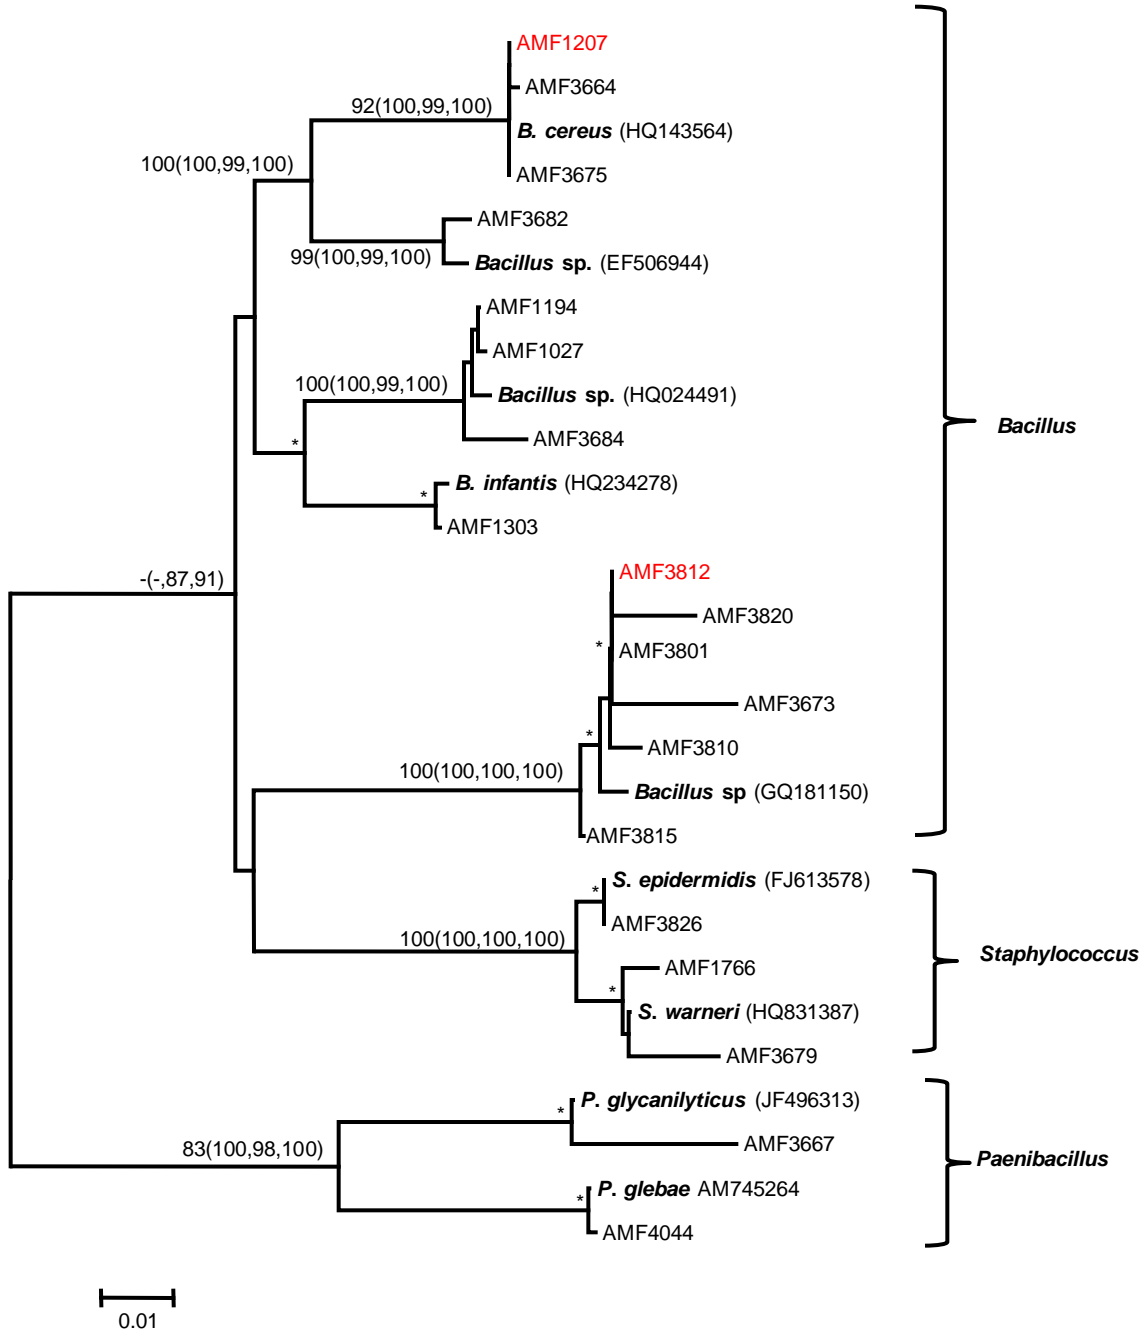 AMF1207
AMF3664
92(100,99,100)
B. cereus (HQ143564)
100(100,99,100)
AMF3675
AMF3682
99(100,99,100)
Bacillus sp. (EF506944)
AMF1194
AMF1027
100(100,99,100)
Bacillus sp. (HQ024491)
Bacillus
*
AMF3684
*
B. infantis (HQ234278)
AMF1303
-(-,87,91)
AMF3812
AMF3820
*
AMF3801
AMF3673
*
AMF3810
100(100,100,100)
Bacillus sp (GQ181150)
AMF3815
*
S. epidermidis (FJ613578)
AMF3826
100(100,100,100)
Staphylococcus
AMF1766
*
S. warneri (HQ831387)
AMF3679
P. glycanilyticus (JF496313)
*
AMF3667
83(100,98,100)
Paenibacillus
*
P. glebae AM745264
AMF4044
0.01